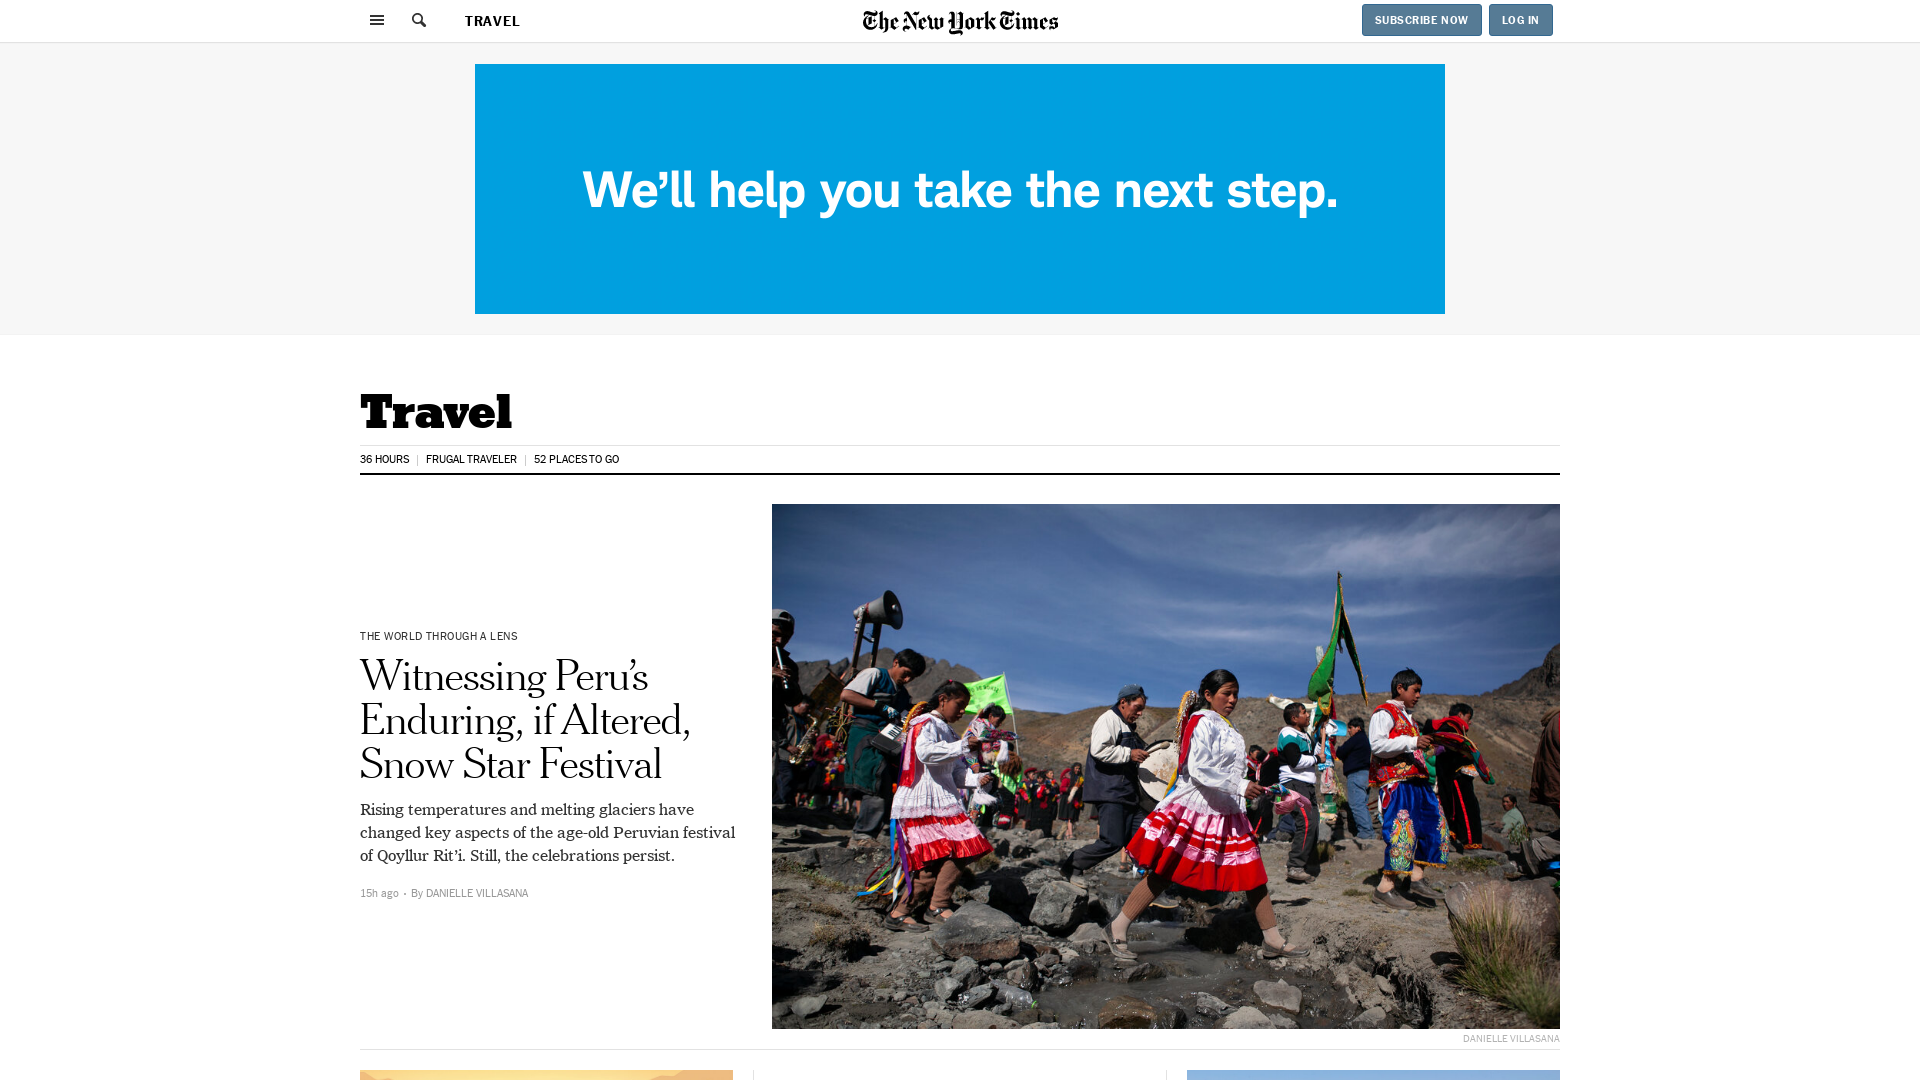 TRAVEL
The New York Times
SUBSCRIBE NOW
LOG IN
We’ll help you take the next step.
Travel
36 HOURS
FRUGAL TRAVELER
52 PLACES TO GO
THE WORLD THROUGH A LENS
Witnessing Peru’s
Enduring, if Altered,
Snow Star Festival
Rising temperatures and melting glaciers have
changed key aspects of the age-old Peruvian festival
of Qoyllur Rit’i. Still, the celebrations persist.
15h ago · By DANIELLE VILLASANA
DANIELLE VILLASANA